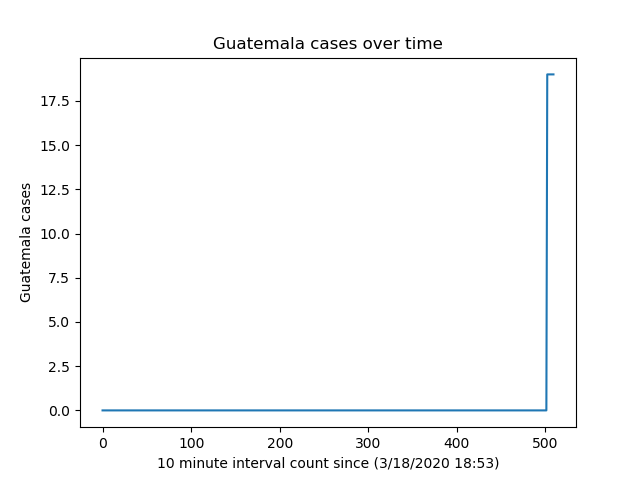 Guatemala cases over time
17.5
15.0
12.5
10.0
7.5
5.0
2.5
0.0
Guatemala cases
0 100 200 300 400 500
10 minute interval count since (3/18/2020 18:53)